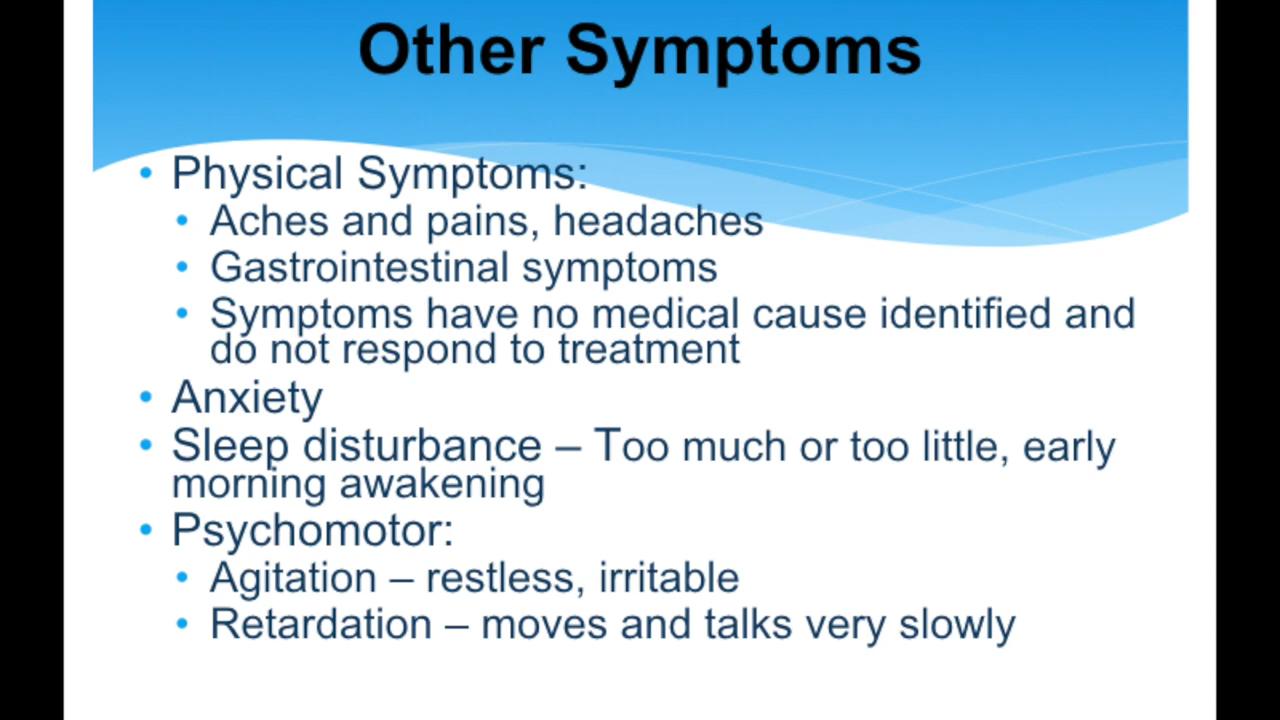 Other Symptoms
• Physical Symptoms:
• Aches and pains, headaches
• Gastrointestinal symptoms
• Symptoms have no medical cause identified and
do not respond to treatment
• Anxiety
• Sleep disturbance – Too much or too little, early
morning awakening
• Psychomotor:
• Agitation – restless, irritable
• Retardation – moves and talks very slowly